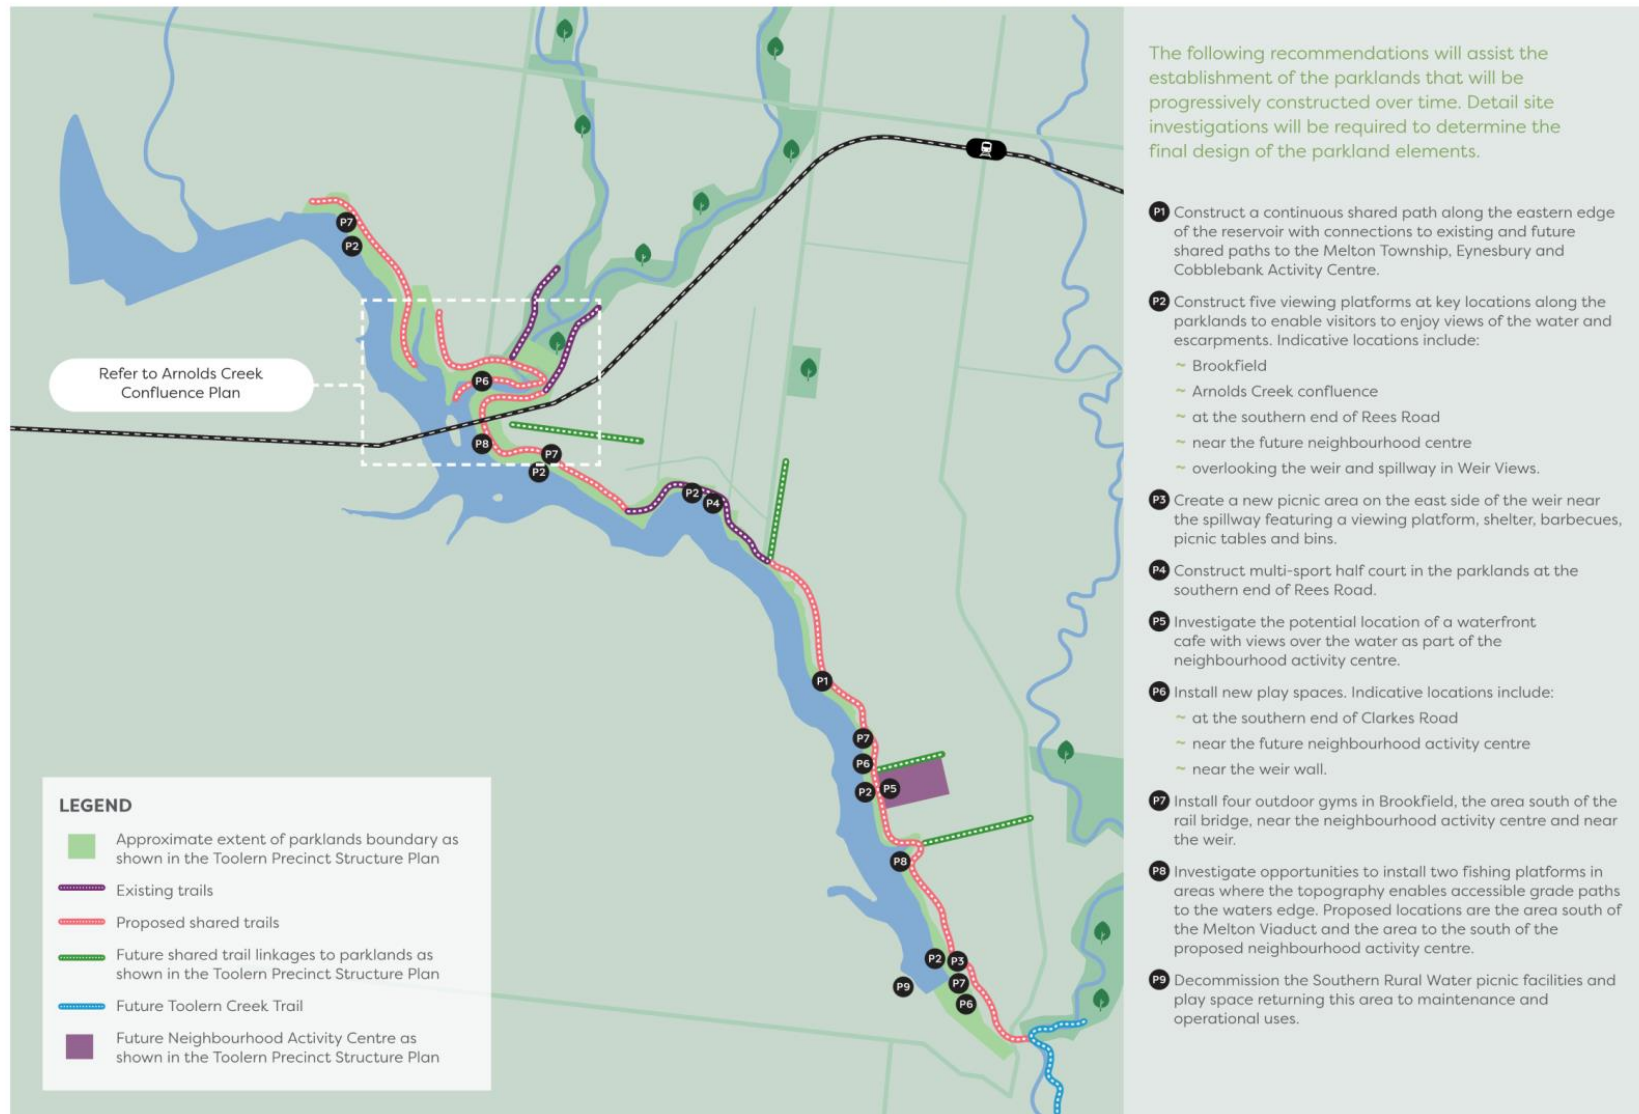 P7
P2
Refer to Arnolds Creek
Confluence Plan
P6
P8
P7
P2
P2
P4
P1
P7
P6
P2
P5
P8
P2
P3
P7
P9
P6
LEGEND
Approximate extent of parklands boundary as
shown in the Toolern Precinct Structure Plan
Existing trails
Proposed shared trails
Future shared trail linkages to parklands as
shown in the Toolern Precinct Structure Plan
Future Toolern Creek Trail
Future Neighbourhood Activity Centre as
shown in the Toolern Precinct Structure Plan
The following recommendations will assist the
establishment of the parklands that will be
progressively constructed over time. Detail site
investigations will be required to determine the
final design of the parkland elements.
P1 Construct a continuous shared path along the eastern edge
of the reservoir with connections to existing and future
shared paths to the Melton Township, Eynesbury and
Cobblebank Activity Centre.
P2 Construct five viewing platforms at key locations along the
parklands to enable visitors to enjoy views of the water and
escarpments. Indicative locations include:
~ Brookfield
~ Arnolds Creek confluence
~ at the southern end of Rees Road
~ near the future neighbourhood centre
~ overlooking the weir and spillway in Weir Views.
P3 Create a new picnic area on the east side of the weir near
the spillway featuring a viewing platform, shelter, barbecues,
picnic tables and bins.
P4 Construct multi-sport half court in the parklands at the
southern end of Rees Road.
P5 Investigate the potential location of a waterfront
cafe with views over the water as part of the
neighbourhood activity centre.
P6 Install new play spaces. Indicative locations include:
~ at the southern end of Clarkes Road
~ near the future neighbourhood activity centre
~ near the weir wall.
P7 Install four outdoor gyms in Brookfield, the area south of the
rail bridge, near the neighbourhood activity centre and near
the weir.
P8 Investigate opportunities to install two fishing platforms in
areas where the topography enables accessible grade paths
to the waters edge. Proposed locations are the area south of
the Melton Viaduct and the area to the south of the
proposed neighbourhood activity centre.
P9 Decommission the Southern Rural Water picnic facilities and
play space returning this area to maintenance and
operational uses.